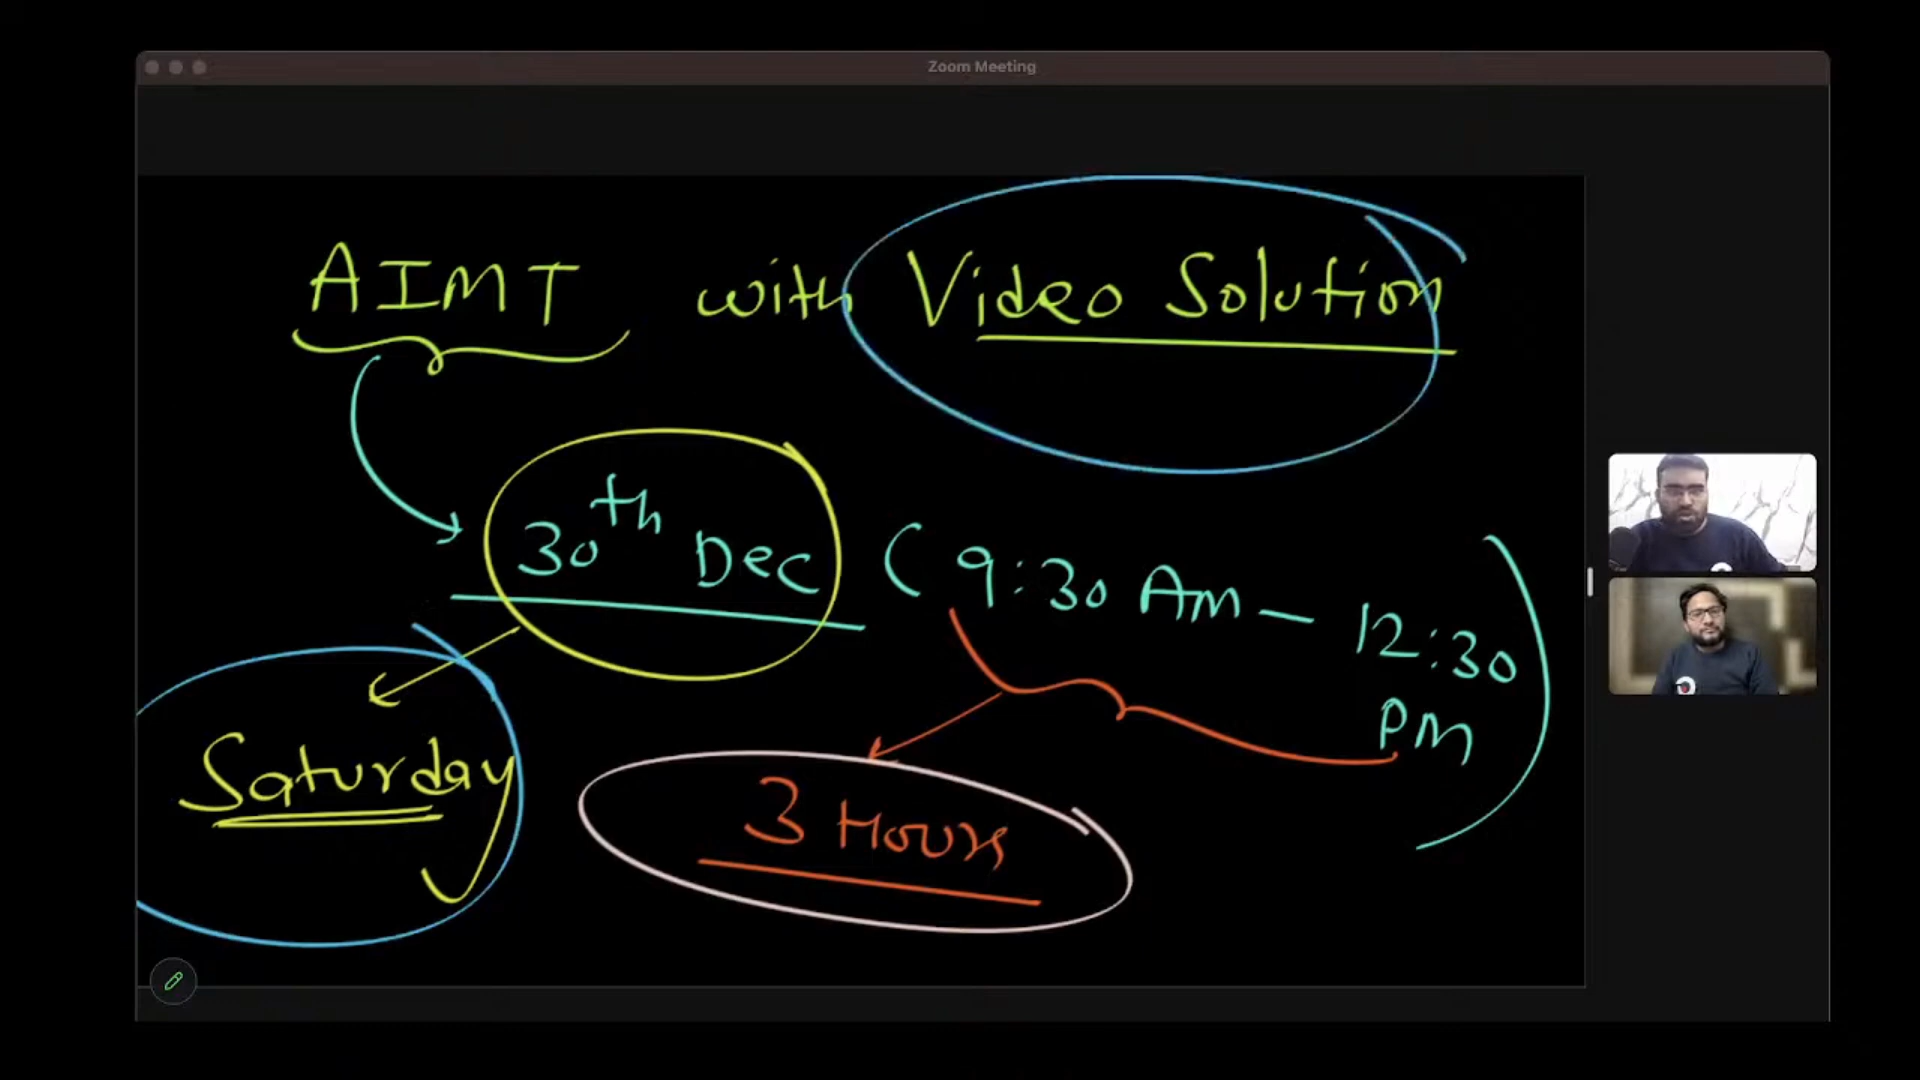 Zoom Meeting
AIMT with Video Solution
30th Dec (9:30 AM - 12:30 PM)
Saturday
3 Hours